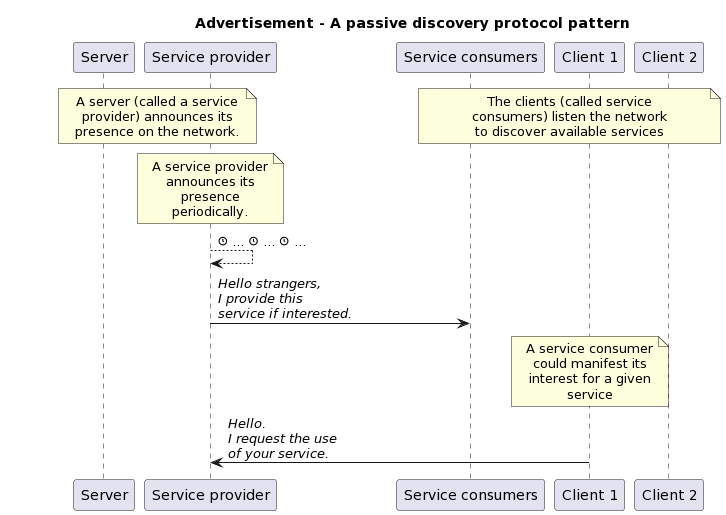 Advertisement - A passive discovery protocol pattern
Server
Service provider
Service consumers
Client 1
Client 2
A server (called a service
provider) announces its
presence on the network.
The clients (called service
consumers) listen the network
to discover available services
A service provider
announces its
presence
periodically.
⏲ ... ⏲ ... ⏲ ...
Hello strangers,
I provide this
service if interested.
A service consumer
could manifest its
interest for a given
service
Hello.
I request the use
of your service.
Server
Service provider
Service consumers
Client 1
Client 2